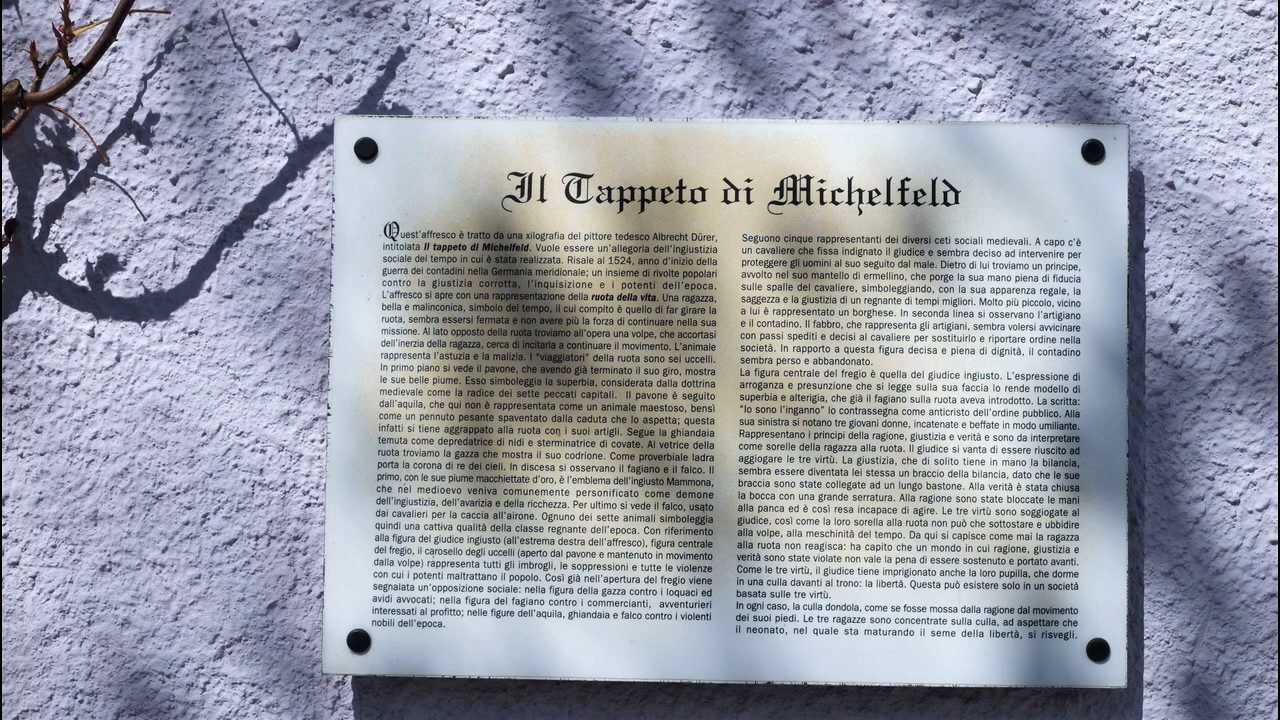 Il Tappeto di Michelfeld
Quest'affresco è tratto da una xilografia del pittore tedesco Albrecht Dürer,
intitolata Il tappeto di Michelfeld. Vuole essere un'allegoria dell'ingiustizia
sociale del tempo in cui è stata realizzata. Risale al 1524, anno d'inizio della
guerra dei contadini nella Germania meridionale; un insieme di rivolte popolari
contro la giustizia corrotta, l'inquisizione e i potenti dell'epoca.
L'affresco si apre con una rappresentazione della ruota della vita. Una ragazza,
bella e malinconica, simbolo del tempo, il cui compito è quello di far girare la
ruota, sembra essersi fermata e non avere più la forza di continuare nella sua
missione. Al lato opposto della ruota troviamo all'opera una volpe, che accortasi
dell'inerzia della ragazza, cerca di incitarla a continuare il movimento. L'animale
rappresenta l'astuzia e la malizia. I "viaggiatori" della ruota sono sei uccelli.
In primo piano si vede il pavone, che avendo già terminato il suo giro, mostra
le sue belle piume. Esso simboleggia la superbia, considerata dalla dottrina
medievale come la radice dei sette peccati capitali. Il pavone è seguito
dall'aquila, che qui non è rappresentata come un animale maestoso, bensì
come un pennuto pesante spaventato dalla caduta che lo aspetta; questa
infatti si tiene aggrappato alla ruota con i suoi artigli. Segue la ghiandaia
temuta come depredatrice di nidi e sterminatrice di covate. Al vetrice della
ruota troviamo la gazza che mostra il suo codrione. Come proverbiale ladra
porta la corona di re dei cieli. In discesa si osservano il fagiano e il falco. Il
primo, con le sue piume macchiettate d'oro, è l'emblema dell'ingiusto Mammona,
che nel medioevo veniva comunemente personificato come demone
dell'ingiustizia, dell'avarizia e della ricchezza. Per ultimo si vede il falco, usato
dai cavalieri per la caccia all'airone. Ognuno dei sette animali simboleggia
quindi una cattiva qualità della classe regnante dell'epoca. Con riferimento
alla figura del giudice ingiusto (all'estrema destra dell'affresco), figura centrale
del fregio, il carosello degli uccelli (aperto dal pavone e mantenuto in movimento
dalla volpe) rappresenta tutti gli imbrogli, le soppressioni e tutte le violenze
con cui i potenti maltrattano il popolo. Così già nell'apertura del fregio viene
segnalata un'opposizione sociale: nella figura della gazza contro i loquaci ed
avidi avvocati; nella figura del fagiano contro i commercianti, avventurieri
interessati al profitto; nelle figure dell'aquila, ghiandaia e falco contro i violenti
nobili dell'epoca.
Seguono cinque rappresentanti dei diversi ceti sociali medievali. A capo c'è
un cavaliere che fissa indignato il giudice e sembra deciso ad intervenire per
proteggere gli uomini al suo seguito dal male. Dietro di lui troviamo un principe,
avvolto nel suo mantello di ermellino, che porge la sua mano piena di fiducia
sulle spalle del cavaliere, simboleggiando, con la sua apparenza regale, la
saggezza e la giustizia di un regnante di tempi migliori. Molto più piccolo, vicino
a lui è rappresentato un borghese. In seconda linea si osservano l'artigiano
e il contadino. Il fabbro, che rappresenta gli artigiani, sembra volersi avvicinare
con passi spediti e decisi al cavaliere per sostituirlo e riportare ordine nella
società. In rapporto a questa figura decisa e piena di dignità, il contadino
sembra perso e abbandonato.
La figura centrale del fregio è quella del giudice ingiusto. L'espressione di
arroganza e presunzione che si legge sulla sua faccia lo rende modello di
superbia e alterigia, che già il fagiano sulla ruota aveva introdotto. La scritta:
"Io sono l'inganno" lo contrassegna come anticristo dell'ordine pubblico. Alla
sua sinistra si notano tre giovani donne, incatenate e beffate in modo umiliante.
Rappresentano i principi della ragione, giustizia e verità e sono da interpretare
come sorelle della ragazza alla ruota. Il giudice si vanta di essere riuscito ad
aggiogare le tre virtù. La giustizia, che di solito tiene in mano la bilancia,
sembra essere diventata lei stessa un braccio della bilancia, dato che le sue
braccia sono state collegate ad un lungo bastone. Alla verità è stata chiusa
la bocca con una grande serratura. Alla ragione sono state bloccate le mani
alla panca ed è così resa incapace di agire. Le tre virtù sono soggiogate al
giudice, così come la loro sorella alla ruota non può che sottostare e ubbidire
alla volpe, alla meschinità del tempo. Da qui si capisce come mai la ragazza
alla ruota non reagisca: ha capito che un mondo in cui ragione, giustizia e
verità sono state violate non vale la pena di essere sostenuto e portato avanti.
Come le tre virtù, il giudice tiene imprigionato anche la loro pupilla, che dorme
in una culla davanti al trono: la libertà. Questa può esistere solo in un società
basata sulle tre virtù.
In ogni caso, la culla dondola, come se fosse mossa dalla ragione dal movimento
dei suoi piedi. Le tre ragazze sono concentrate sulla culla, ad aspettare che
il neonato, nel quale sta maturando il seme della libertà, si risvegli.